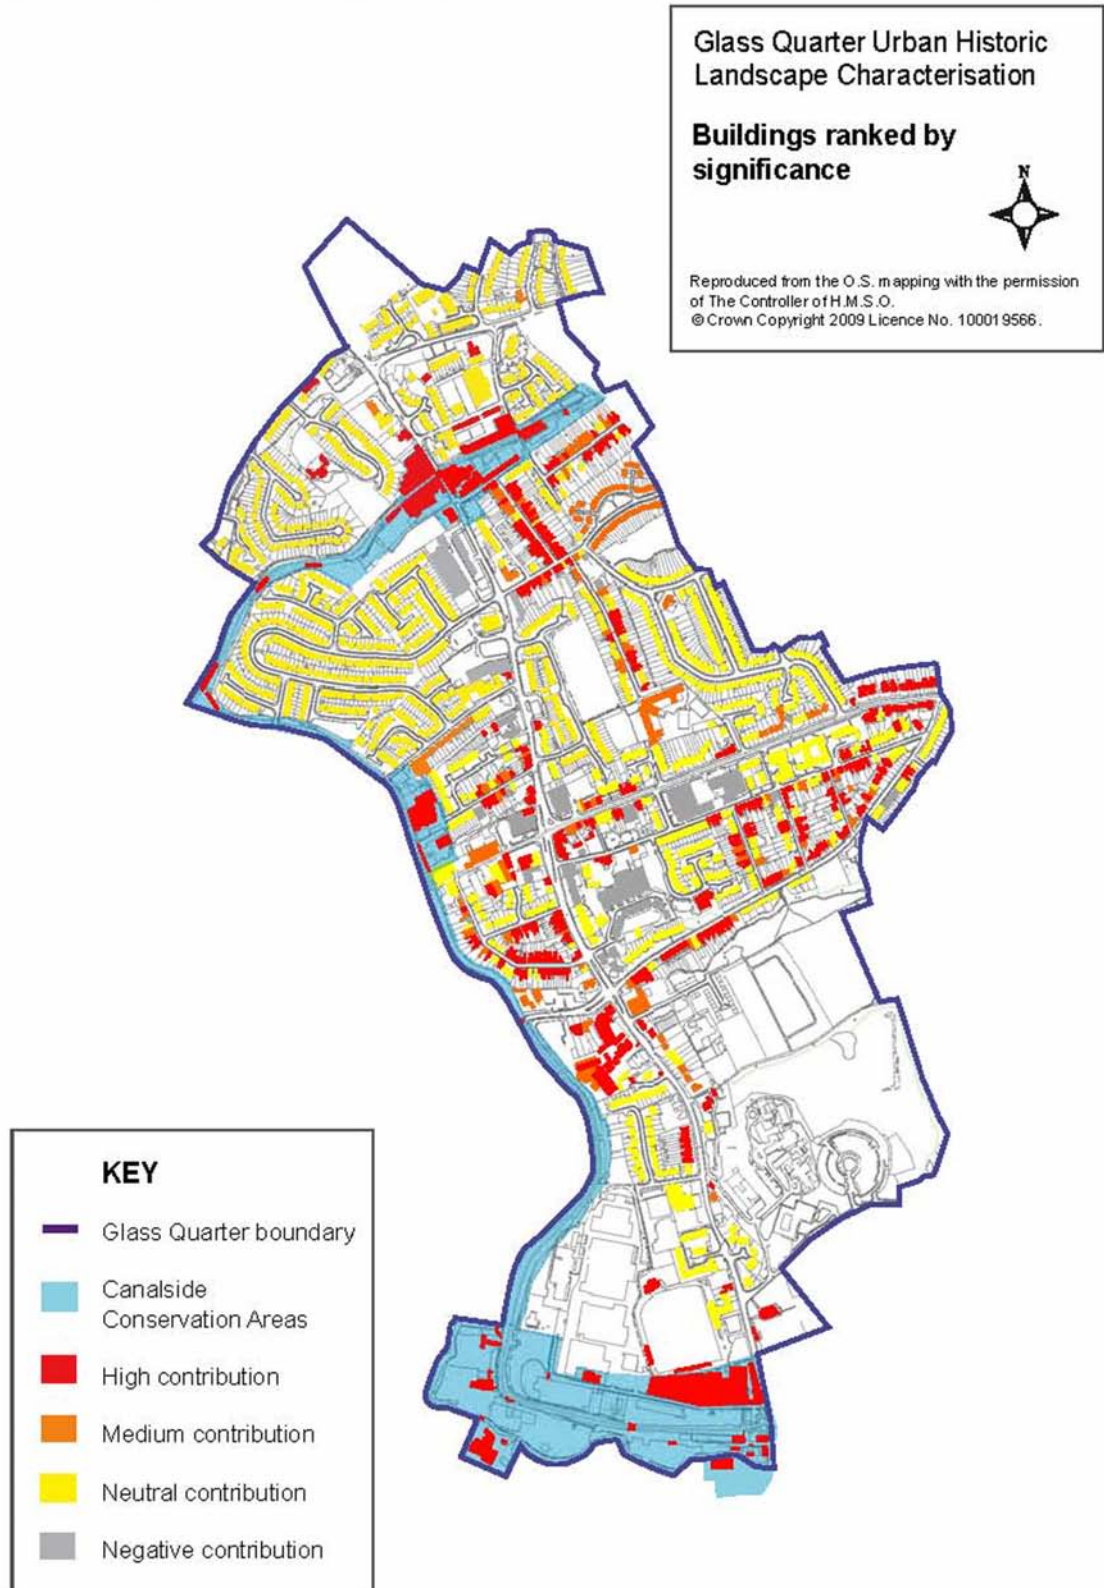 Glass Quarter Urban Historic
Landscape Characterisation
Buildings ranked by
significance
N
Reproduced from the O.S. mapping with the permission
of The Controller of H.M.S.O.
© Crown Copyright 2009 Licence No. 100019566.
KEY
Glass Quarter boundary
Canalside
Conservation Areas
High contribution
Medium contribution
Neutral contribution
Negative contribution